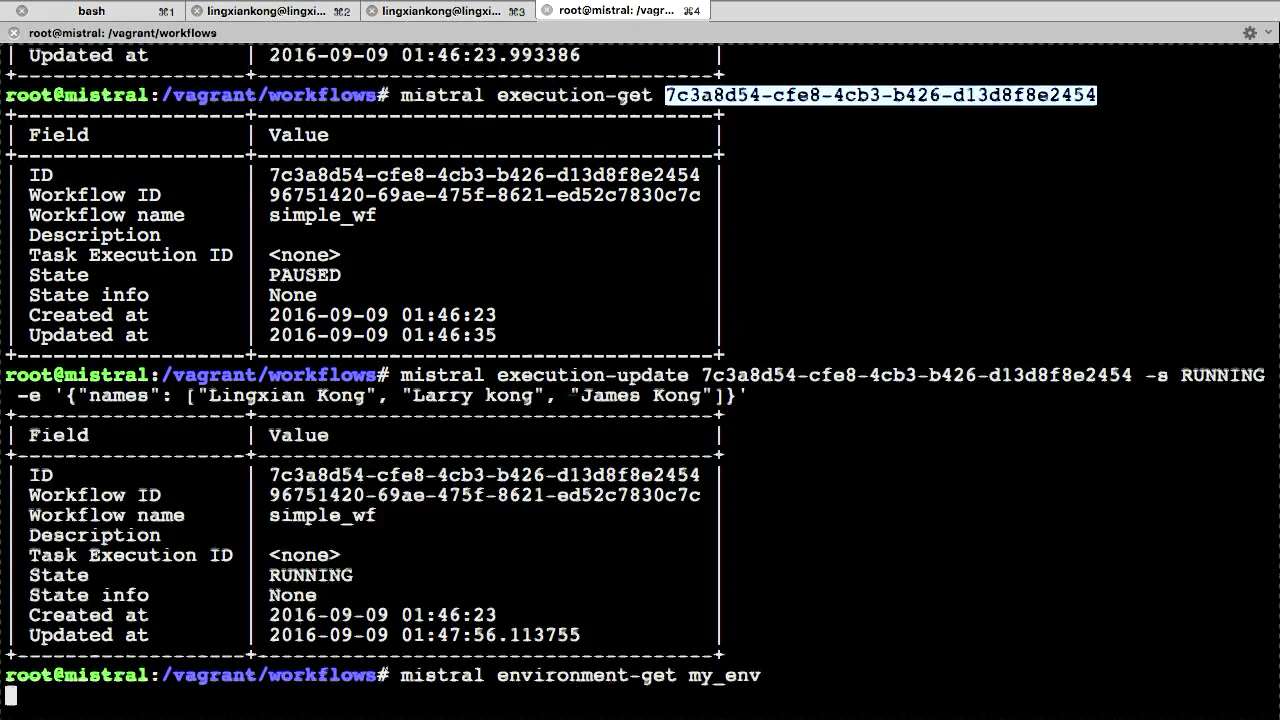 bash ⌘1 lingxiankong@lingxi... ⌘2 lingxiankong@lingxi... ⌘3 root@mistral: /vagr... ⌘4
root@mistral: /vagrant/workflows
| Updated at | 2016-09-09 01:46:23.993386 |
root@mistral:/vagrant/workflows# mistral execution-get 7c3a8d54-cfe8-4cb3-b426-d13d8f8e2454
| Field | Value |
| ID | 7c3a8d54-cfe8-4cb3-b426-d13d8f8e2454 |
| Workflow ID | 96751420-69ae-475f-8621-ed52c7830c7c |
| Workflow name | simple_wf |
| Description | |
| Task Execution ID | <none> |
| State | PAUSED |
| State info | None |
| Created at | 2016-09-09 01:46:23 |
| Updated at | 2016-09-09 01:46:35 |
root@mistral:/vagrant/workflows# mistral execution-update 7c3a8d54-cfe8-4cb3-b426-d13d8f8e2454 -s RUNNING
-e '{"names": ["Lingxian Kong", "Larry kong", "James Kong"]}'
| Field | Value |
| ID | 7c3a8d54-cfe8-4cb3-b426-d13d8f8e2454 |
| Workflow ID | 96751420-69ae-475f-8621-ed52c7830c7c |
| Workflow name | simple_wf |
| Description | |
| Task Execution ID | <none> |
| State | RUNNING |
| State info | None |
| Created at | 2016-09-09 01:46:23 |
| Updated at | 2016-09-09 01:47:56.113755 |
root@mistral:/vagrant/workflows# mistral environment-get my_env